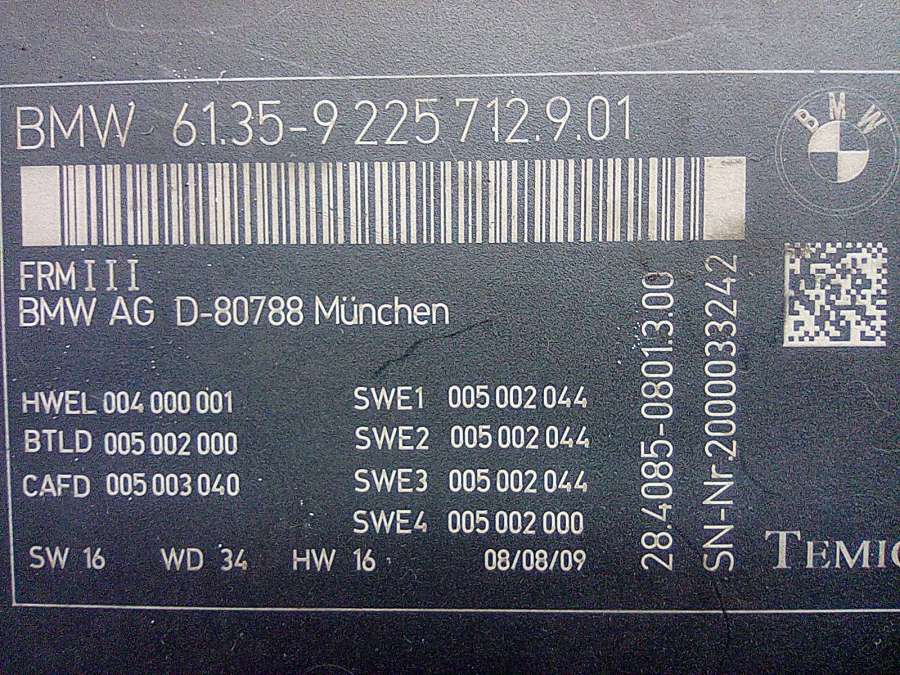 BMW 61.35-9 225 712.9.01
BMW
FRM III
BMW AG D-80788 München
HWEL 004 000 001
BTLD 005 002 000
CAFD 005 003 040
SWE1 005 002 044
SWE2 005 002 044
SWE3 005 002 044
SWE4 005 002 000
SW 16 WD 34 HW 16 08/08/09
28.4085-08013.00
SN-Nr.200033242
TEMIC